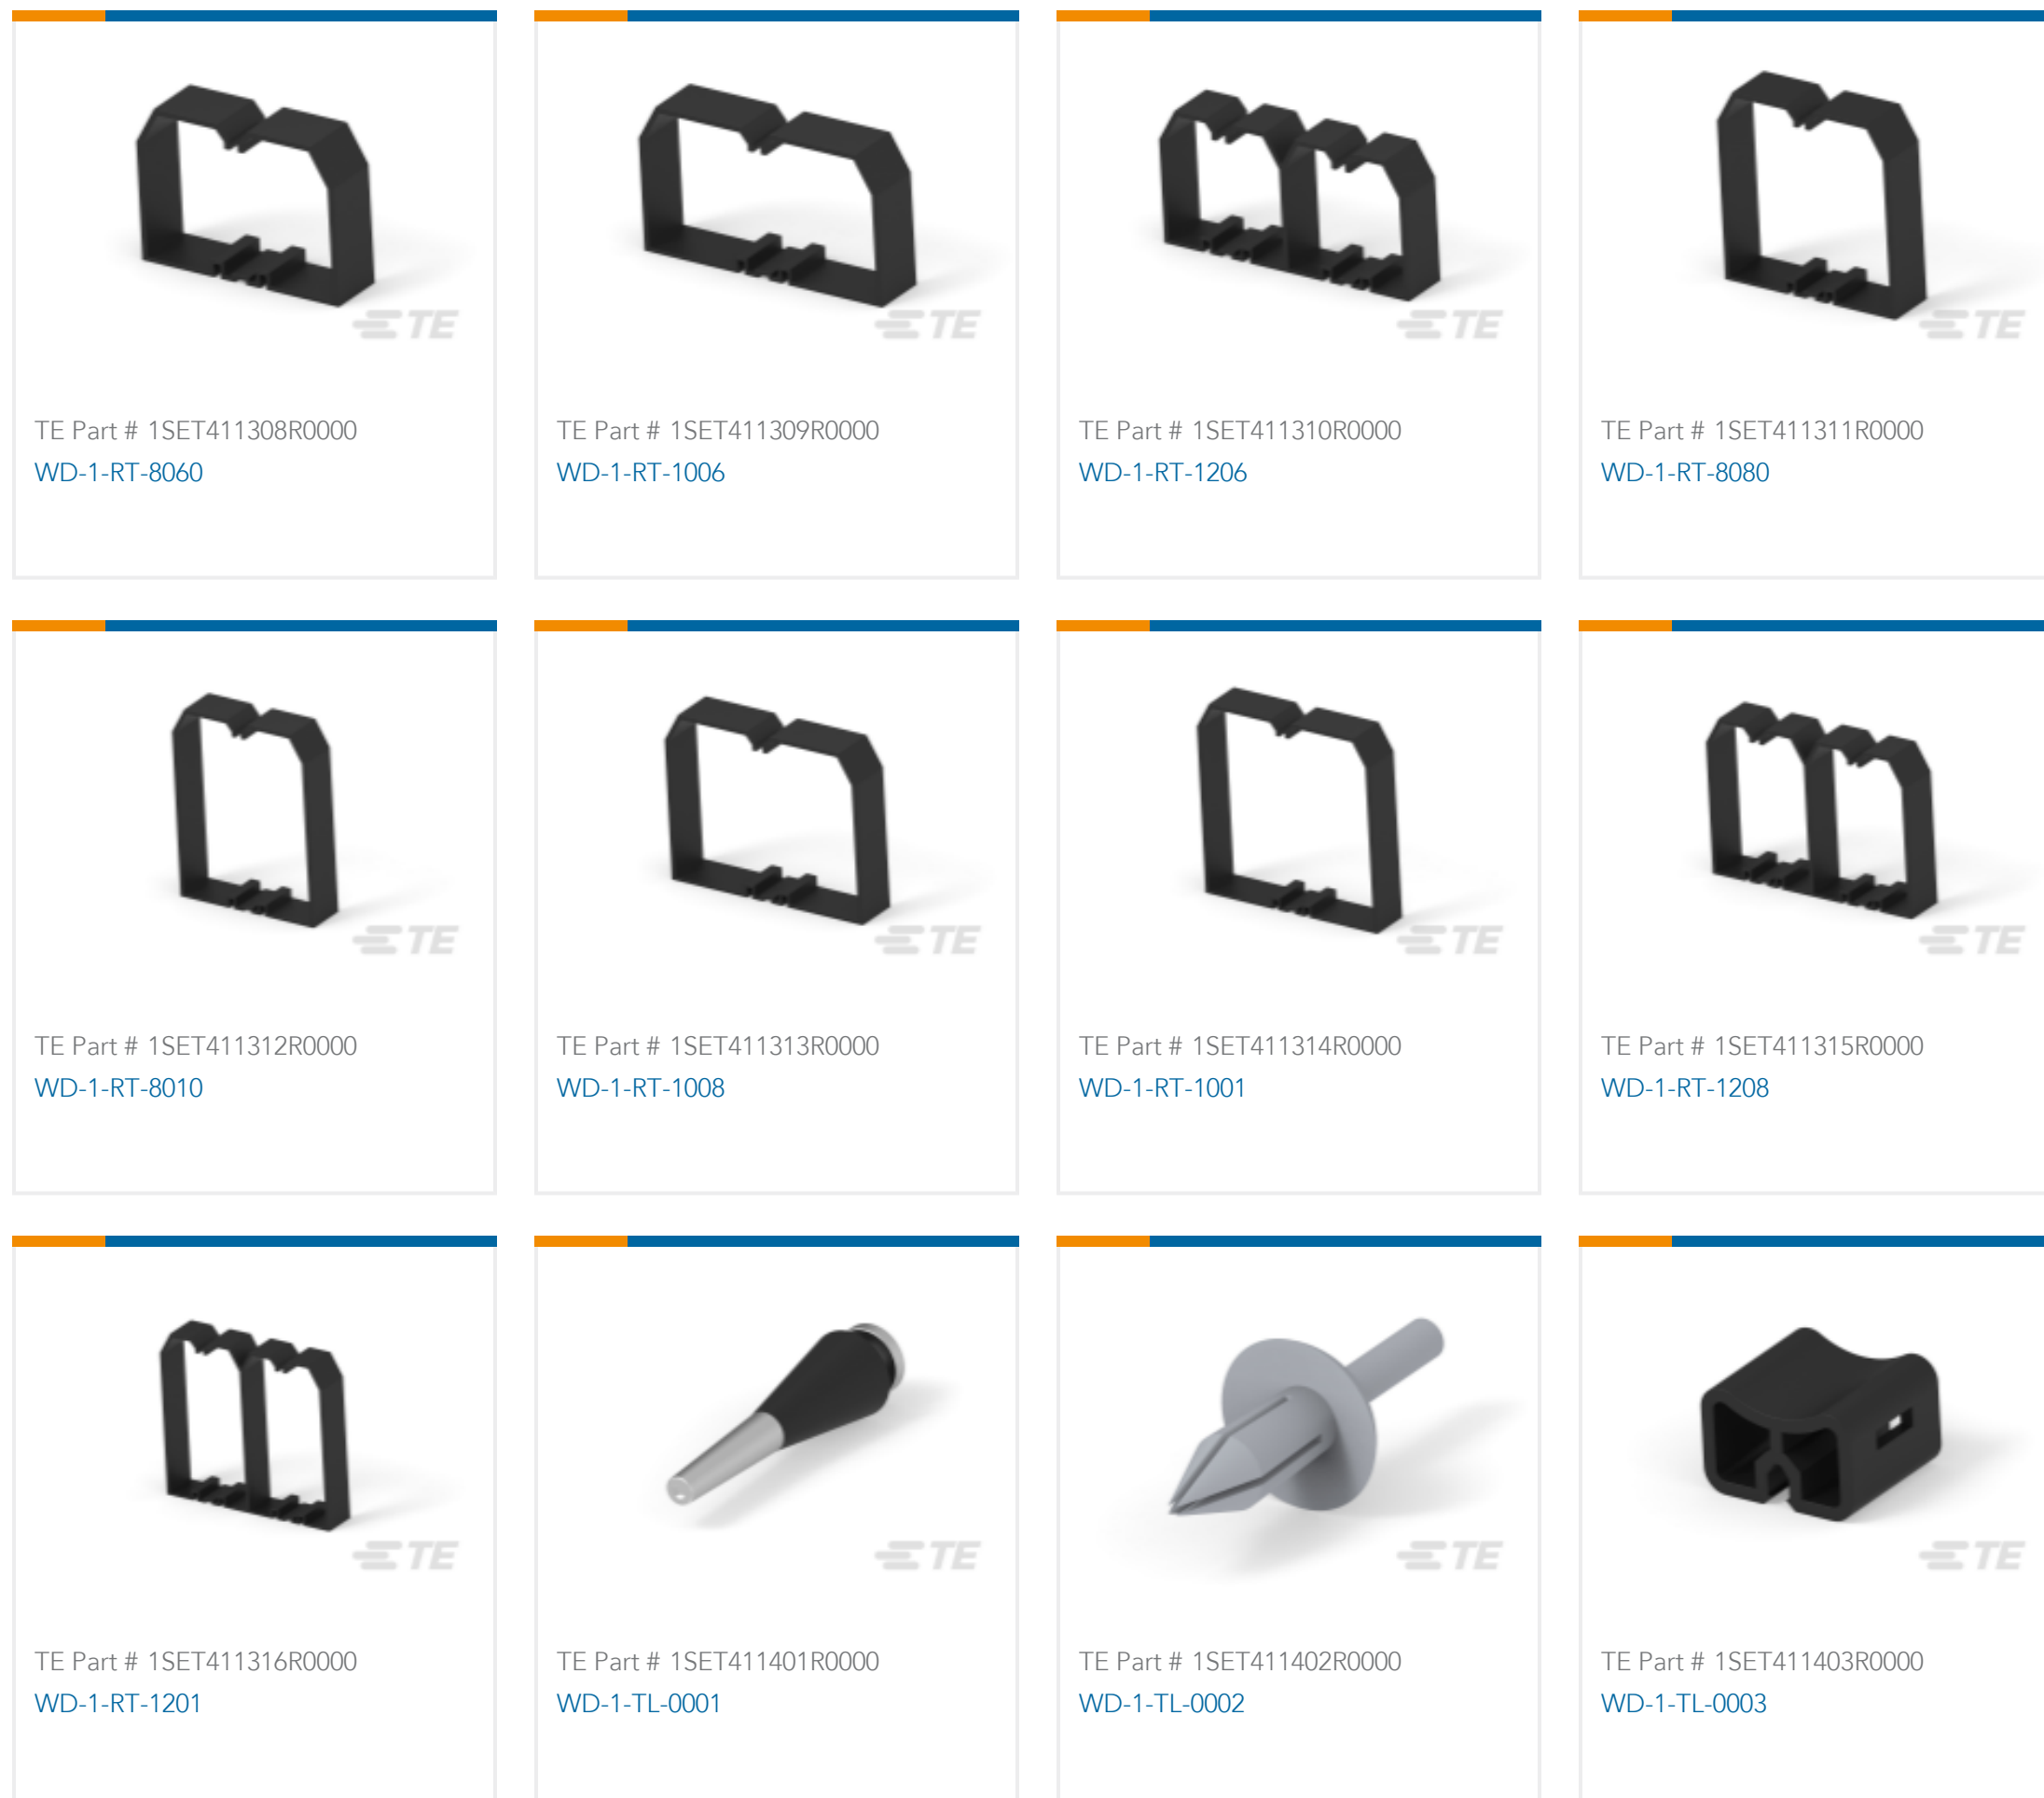 TE
TE
TE
TE
TE Part # 1SET411308R0000
WD-1-RT-8060
TE Part # 1SET411309R0000
WD-1-RT-1006
TE Part # 1SET411310R0000
WD-1-RT-1206
TE Part # 1SET411311R0000
WD-1-RT-8080
TE
TE
TE
TE
TE Part # 1SET411312R0000
WD-1-RT-8010
TE Part # 1SET411313R0000
WD-1-RT-1008
TE Part # 1SET411314R0000
WD-1-RT-1001
TE Part # 1SET411315R0000
WD-1-RT-1208
TE
TE
TE
TE
TE Part # 1SET411316R0000
WD-1-RT-1201
TE Part # 1SET411401R0000
WD-1-TL-0001
TE Part # 1SET411402R0000
WD-1-TL-0002
TE Part # 1SET411403R0000
WD-1-TL-0003